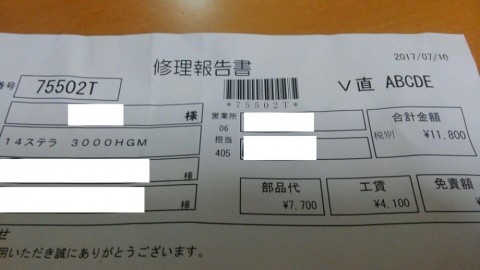 2017/07/16
修理報告書
番号 75502T
*75502T*
V直 ABCDE
様
営業所
06
担当
405
合計金額
税別 ¥11,800
14ステラ 3000HGM
様
様
部品代
¥7,700
工賃
¥4,100
免責額
せ
用いただき誠にありがとうございます。